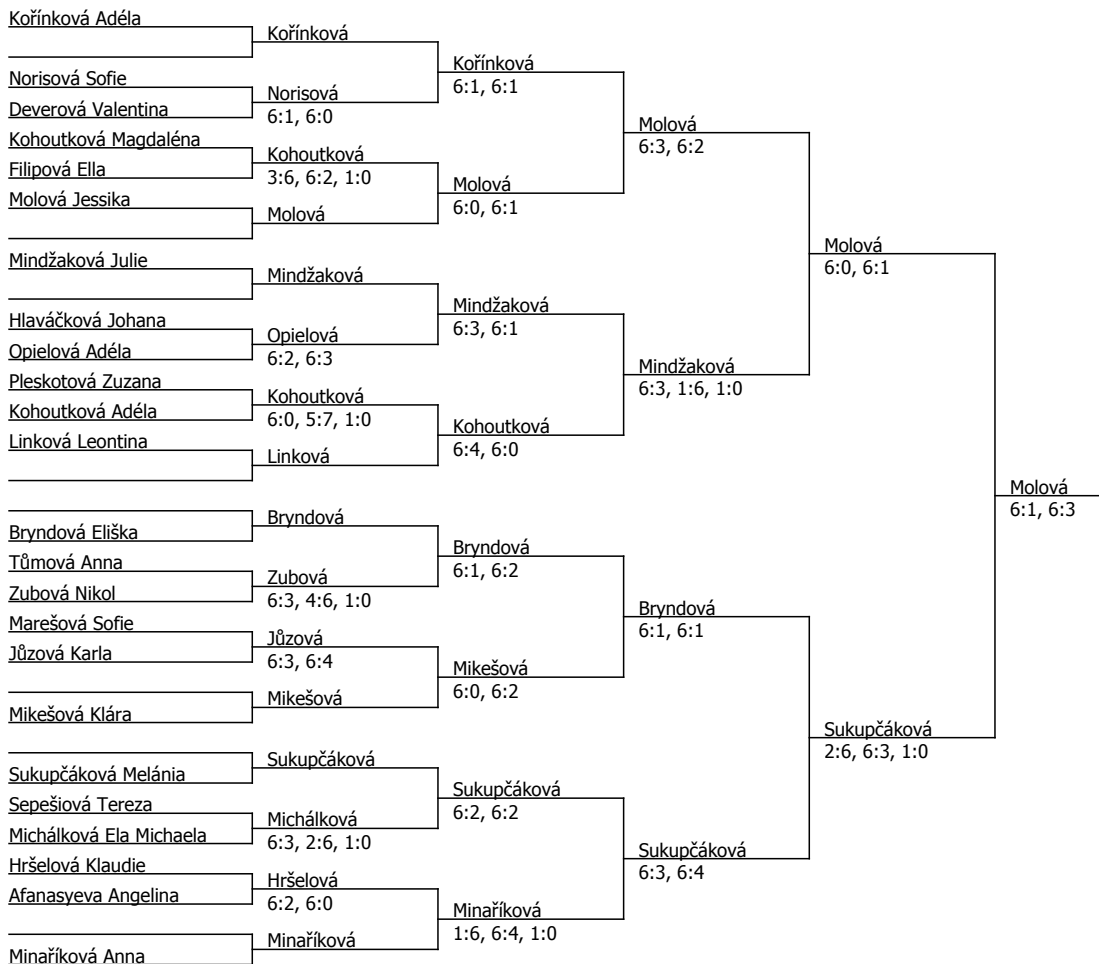 Kořínková Adéla
Norisová Sofie
Deverová Valentina
Kohoutková Magdaléna
Filipová Ella
Molová Jessika
Mindžaková Julie
Hlaváčková Johana
Opielová Adéla
Pleskotová Zuzana
Kohoutková Adéla
Linková Leontina
Bryndová Eliška
Tůmová Anna
Zubová Nikol
Marešová Sofie
Jůzová Karla
Mikešová Klára
Sukupčáková Melánia
Sepešiová Tereza
Michálková Ela Michaela
Hršelová Klaudie
Afanasyeva Angelina
Minaříková Anna
Kořínková
Norisová
6:1, 6:0
Kohoutková
3:6, 6:2, 1:0
Molová
Mindžaková
Opielová
6:2, 6:3
Kohoutková
6:0, 5:7, 1:0
Linková
Bryndová
Zubová
6:3, 4:6, 1:0
Jůzová
6:3, 6:4
Mikešová
Sukupčáková
Michálková
6:3, 2:6, 1:0
Hršelová
6:2, 6:0
Minaříková
Kořínková
6:1, 6:1
Molová
6:0, 6:1
Mindžaková
6:3, 6:1
Kohoutková
6:4, 6:0
Bryndová
6:1, 6:2
Mikešová
6:0, 6:2
Sukupčáková
6:2, 6:2
Minaříková
1:6, 6:4, 1:0
Molová
6:3, 6:2
Mindžaková
6:3, 1:6, 1:0
Bryndová
6:1, 6:1
Sukupčáková
6:3, 6:4
Molová
6:0, 6:1
Sukupčáková
2:6, 6:3, 1:0
Molová
6:1, 6:3